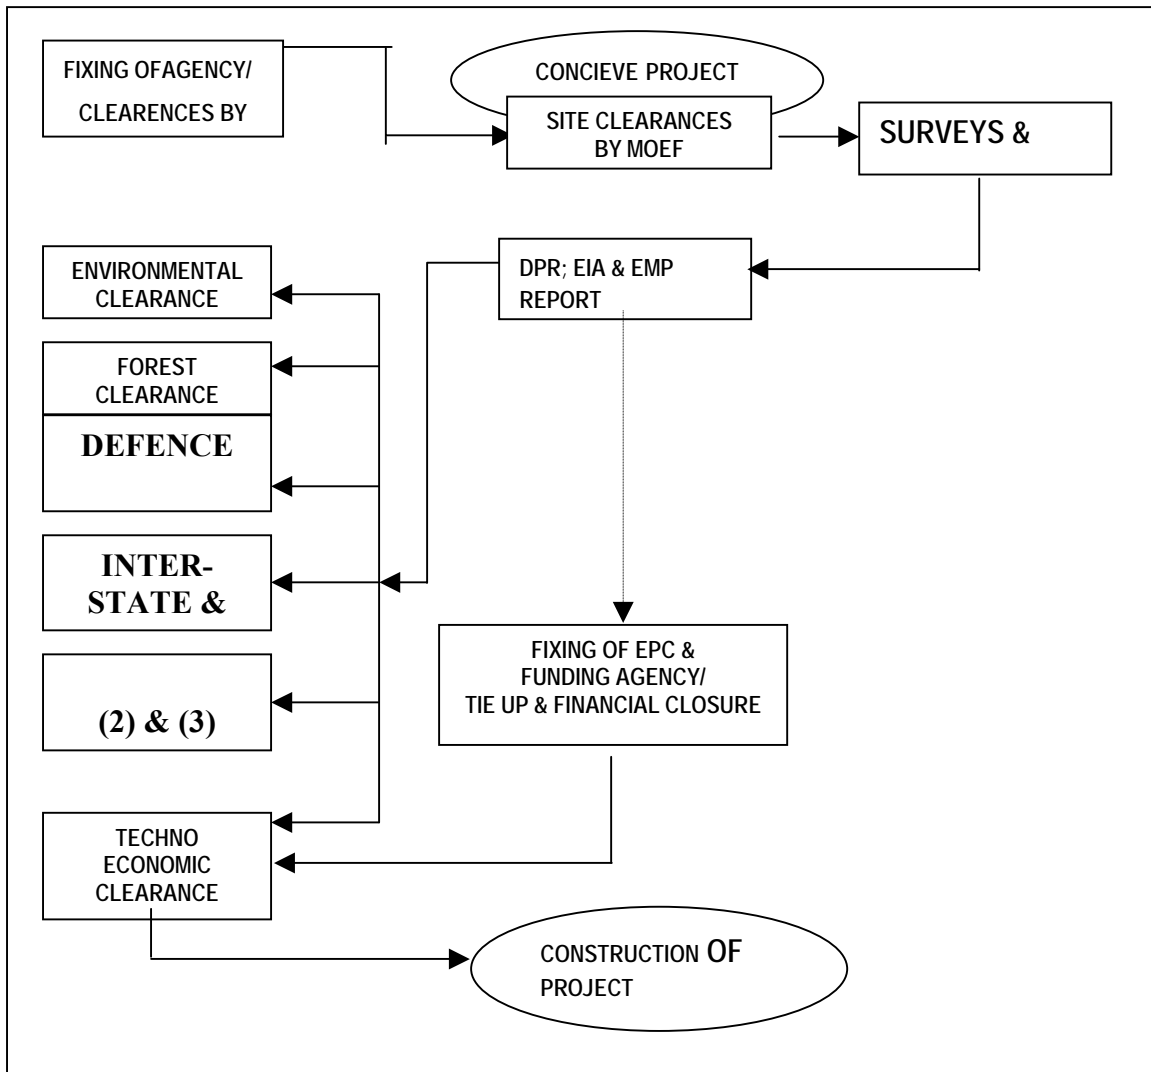 FIXING OFAGENCY/
CLEARENCES BY
CONCIEVE PROJECT
SITE CLEARANCES
BY MOEF
SURVEYS &
ENVIRONMENTAL
CLEARANCE
DPR; EIA & EMP
REPORT
FOREST
CLEARANCE
DEFENCE
INTER-
STATE &
FIXING OF EPC &
FUNDING AGENCY/
TIE UP & FINANCIAL CLOSURE
(2) & (3)
TECHNO
ECONOMIC
CLEARANCE
CONSTRUCTION OF
PROJECT